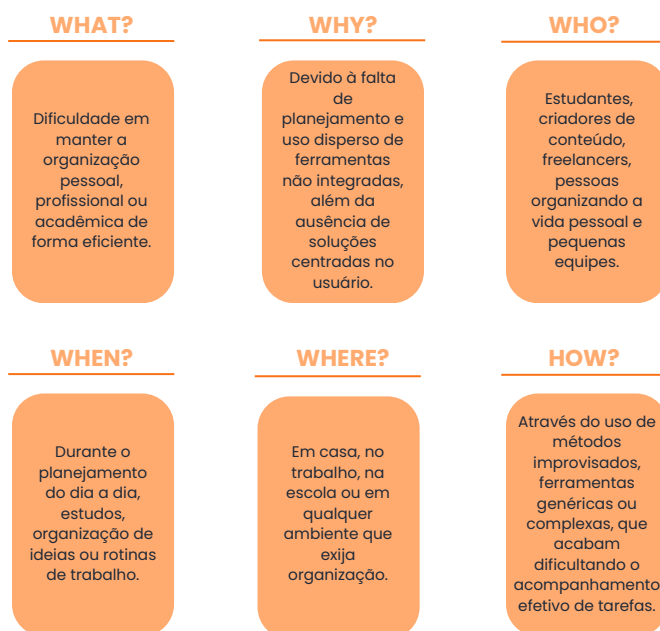 WHAT?
Dificuldade em
manter a
organização
pessoal,
profissional ou
acadêmica de
forma eficiente.
WHY?
Devido à falta
de
planejamento e
uso disperso de
ferramentas
não integradas,
além da
ausência de
soluções
centradas no
usuário.
WHO?
Estudantes,
criadores de
conteúdo,
freelancers,
pessoas
organizando a
vida pessoal e
pequenas
equipes.
WHEN?
Durante o
planejamento
do dia a dia,
estudos,
organização de
ideias ou rotinas
de trabalho.
WHERE?
Em casa, no
trabalho, na
escola ou em
qualquer
ambiente que
exija
organização.
HOW?
Através do uso de
métodos
improvisados,
ferramentas
genéricas ou
complexas, que
acabam
dificultando o
acompanhamento
efetivo de tarefas.